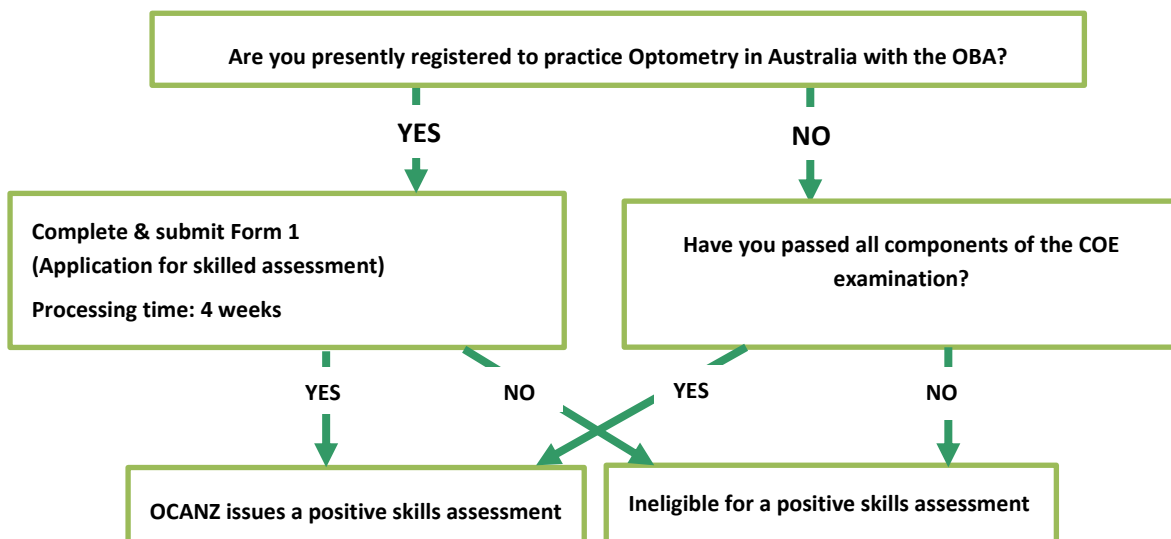 Are you presently registered to practice Optometry in Australia with the OBA?
YES
NO
Complete & submit Form 1
(Application for skilled assessment)
Processing time: 4 weeks
Have you passed all components of the COE
examination?
YES
NO
YES
NO
OCANZ issues a positive skills assessment
Ineligible for a positive skills assessment